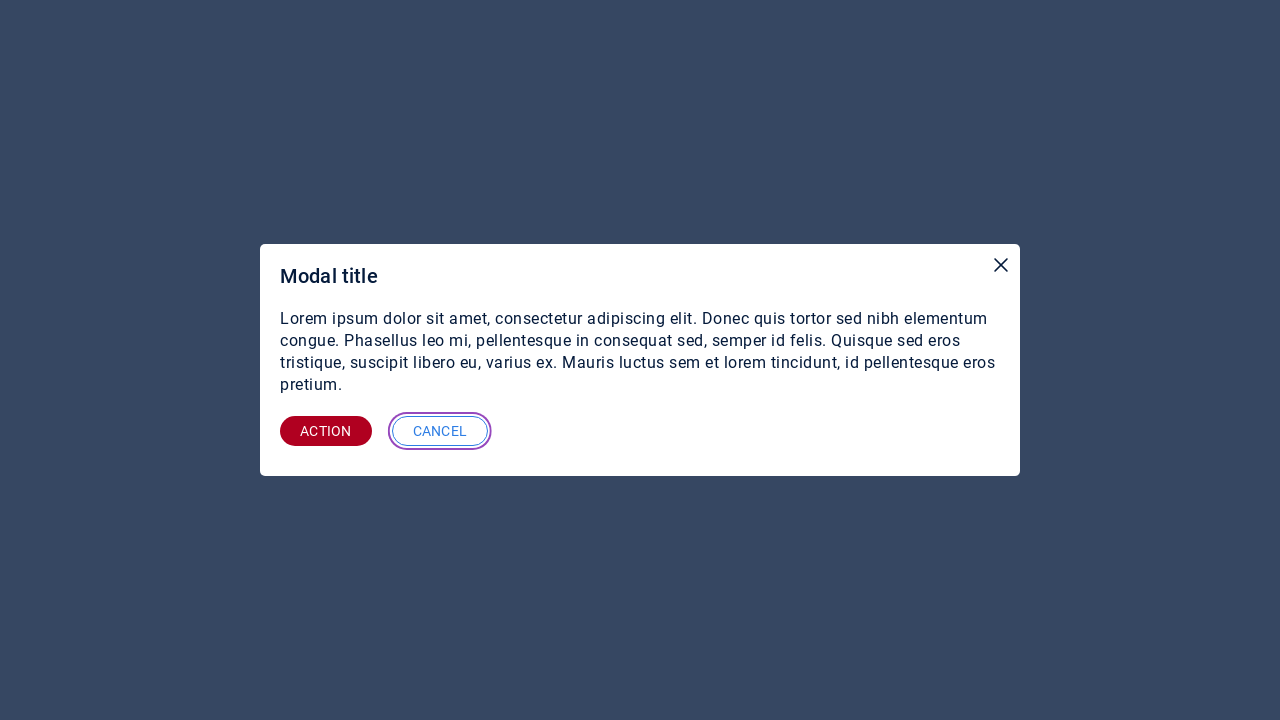 Modal title
Lorem ipsum dolor sit amet, consectetur adipiscing elit. Donec quis tortor sed nibh elementum
congue. Phasellus leo mi, pellentesque in consequat sed, semper id felis. Quisque sed eros
tristique, suscipit libero eu, varius ex. Mauris luctus sem et lorem tincidunt, id pellentesque eros
pretium.
ACTION CANCEL